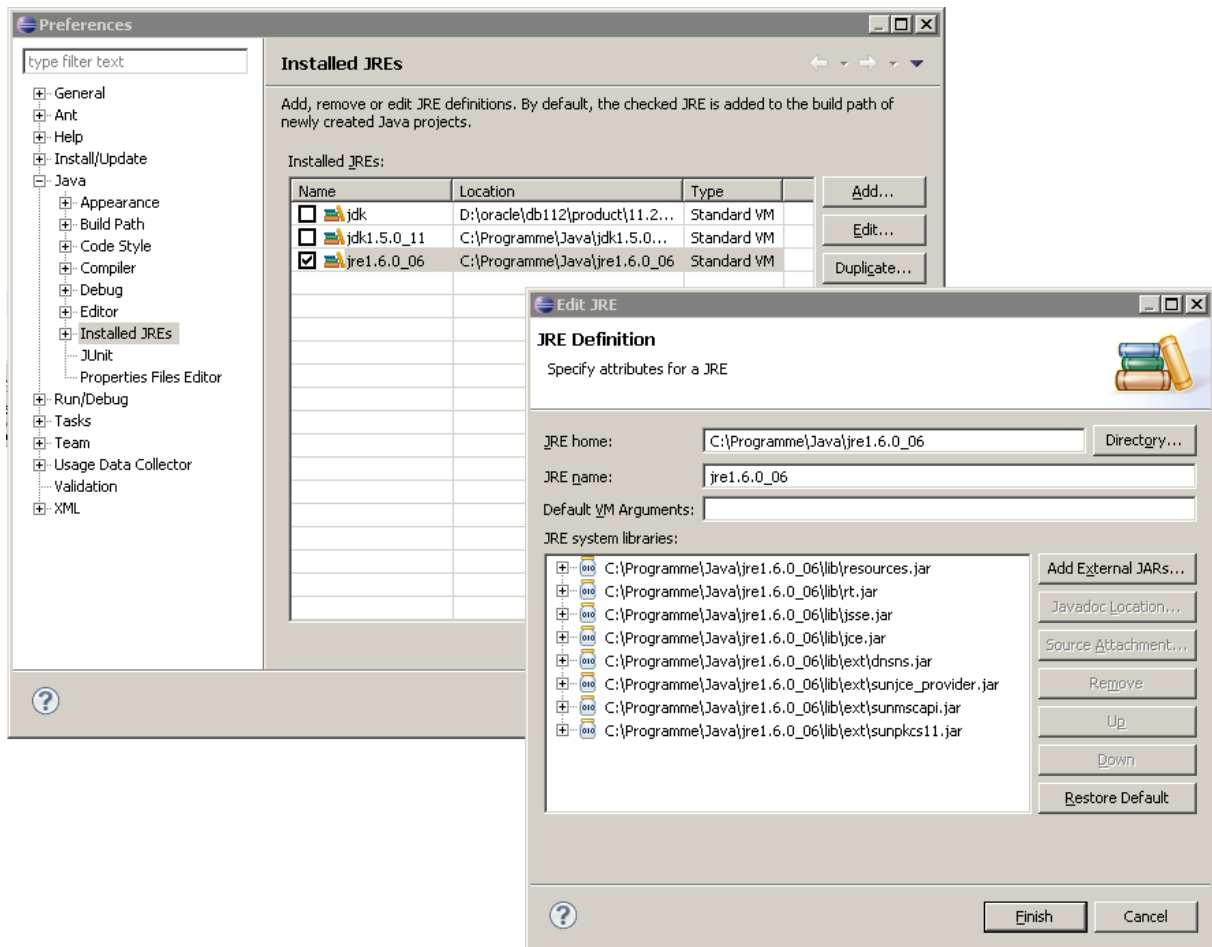 Preferences
type filter text
General
Ant
Help
Install/Update
Java
Appearance
Build Path
Code Style
Compiler
Debug
Editor
Installed JREs
JUnit
Properties Files Editor
Run/Debug
Tasks
Team
Usage Data Collector
Validation
XML
Installed JREs
Add, remove or edit JRE definitions. By default, the checked JRE is added to the build path of
newly created Java projects.
Installed JREs:
Name Location Type
jdk D:\oracle\db112\product\11.2... Standard VM
jdk1.5.0_11 C:\Programme\Java\jdk1.5.0... Standard VM
jre1.6.0_06 C:\Programme\Java\jre1.6.0_06 Standard VM
Add...
Edit...
Duplicate...
Edit JRE
JRE Definition
Specify attributes for a JRE
JRE home: C:\Programme\Java\jre1.6.0_06 Directory...
JRE name: jre1.6.0_06
Default VM Arguments:
JRE system libraries:
C:\Programme\Java\jre1.6.0_06\lib\resources.jar
C:\Programme\Java\jre1.6.0_06\lib\rt.jar
C:\Programme\Java\jre1.6.0_06\lib\jsse.jar
C:\Programme\Java\jre1.6.0_06\lib\jce.jar
C:\Programme\Java\jre1.6.0_06\lib\ext\dnsns.jar
C:\Programme\Java\jre1.6.0_06\lib\ext\sunjce_provider.jar
C:\Programme\Java\jre1.6.0_06\lib\ext\sunmscapi.jar
C:\Programme\Java\jre1.6.0_06\lib\ext\sunpkcs11.jar
Add External JARs...
Javadoc Location...
Source Attachment...
Remove
Up
Down
Restore Default
Finish Cancel